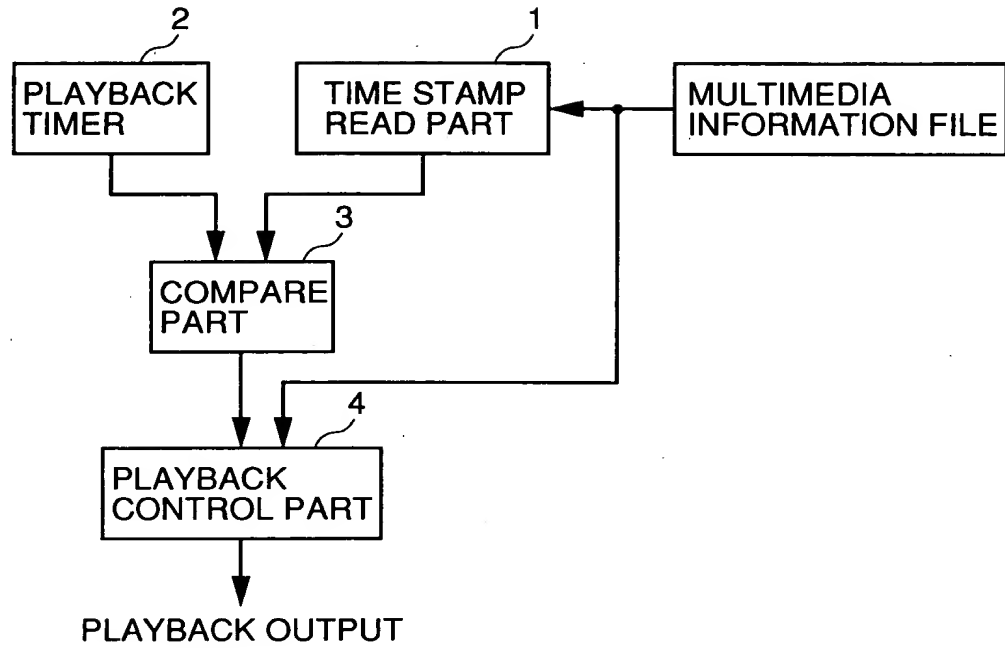 2
1
PLAYBACK
TIMER
TIME STAMP
READ PART
MULTIMEDIA
INFORMATION FILE
3
COMPARE
PART
4
PLAYBACK
CONTROL PART
PLAYBACK OUTPUT